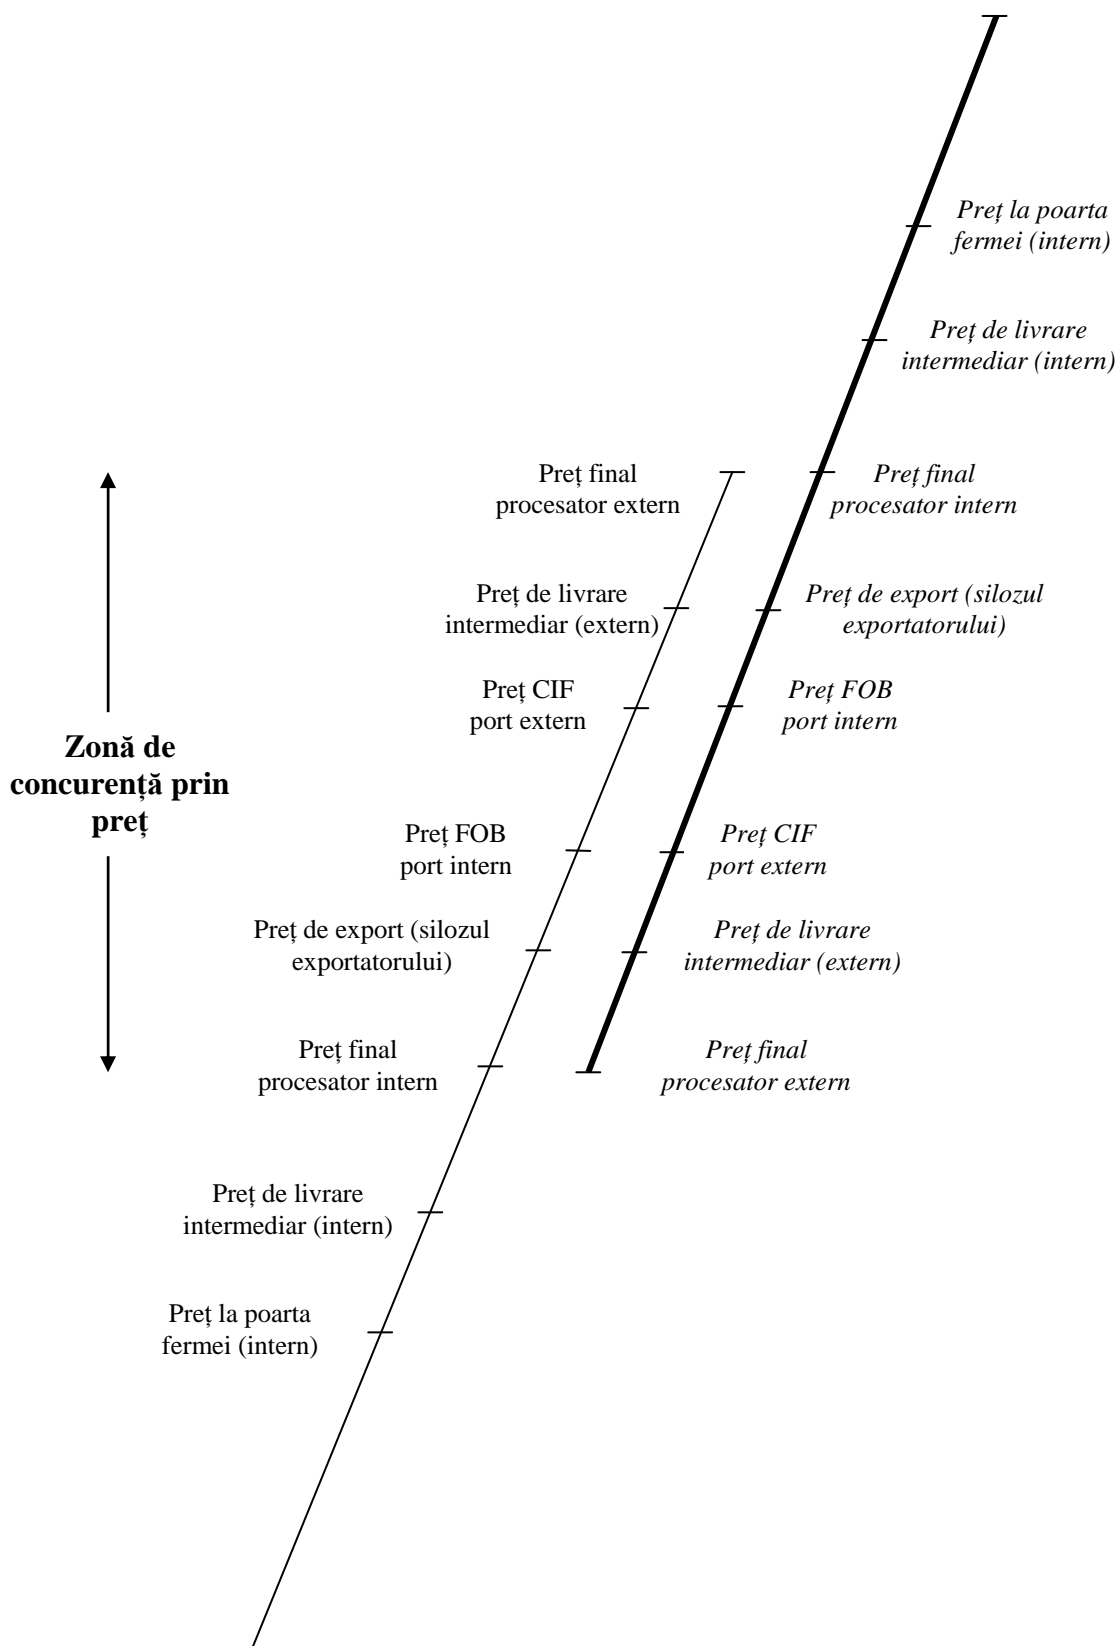 Preț la poarta
fermei (intern)
Preț de livrare
intermediar (intern)
Preț final
procesator extern
Preț final
procesator intern
Preț de livrare
intermediar (extern)
Preț de export (silozul
exportatorului)
Preț CIF
port extern
Preț FOB
port intern
Zonă de
concurență prin
preț
Preț FOB
port intern
Preț CIF
port extern
Preț de export (silozul
exportatorului)
Preț de livrare
intermediar (extern)
Preț final
procesator intern
Preț final
procesator extern
Preț de livrare
intermediar (intern)
Preț la poarta
fermei (intern)